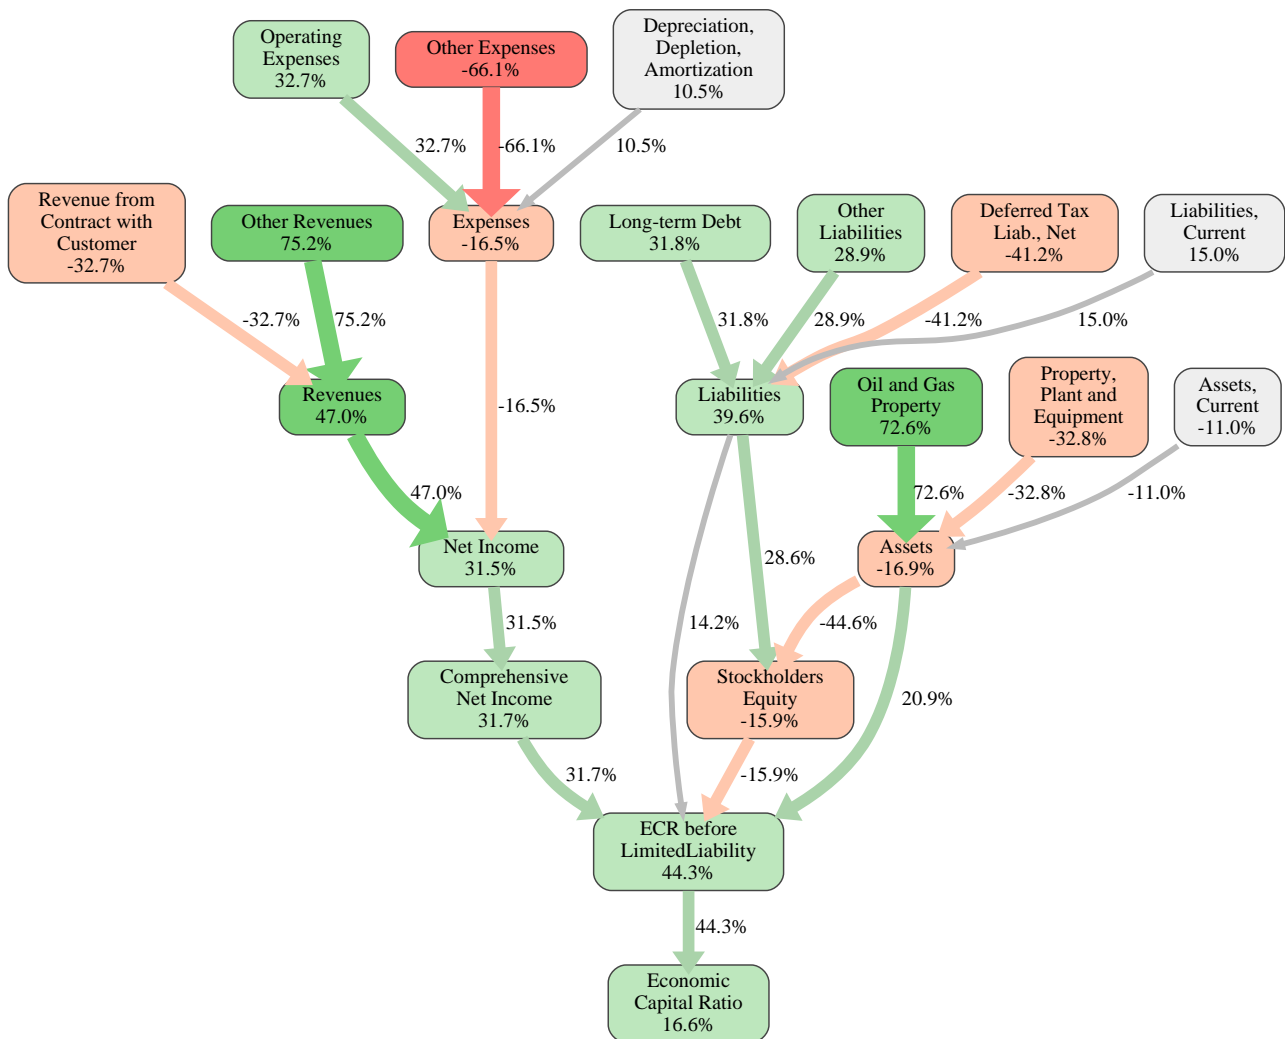 Operating
Expenses
32.7%
Other Expenses
-66.1%
Depreciation,
Depletion,
Amortization
10.5%
32.7%
-66.1%
10.5%
Revenue from
Contract with
Customer
-32.7%
Other Revenues
75.2%
Expenses
-16.5%
Long-term Debt
31.8%
Other
Liabilities
28.9%
Deferred Tax
Liab., Net
-41.2%
Liabilities,
Current
15.0%
-32.7%
75.2%
31.8%
28.9%
-41.2%
15.0%
Revenues
47.0%
-16.5%
Liabilities
39.6%
Oil and Gas
Property
72.6%
Property,
Plant and
Equipment
-32.8%
Assets,
Current
-11.0%
47.0%
72.6%
-32.8%
-11.0%
Net Income
31.5%
28.6%
Assets
-16.9%
31.5%
14.2%
-44.6%
20.9%
Comprehensive
Net Income
31.7%
Stockholders
Equity
-15.9%
31.7%
-15.9%
ECR before
LimitedLiability
44.3%
44.3%
Economic
Capital Ratio
16.6%